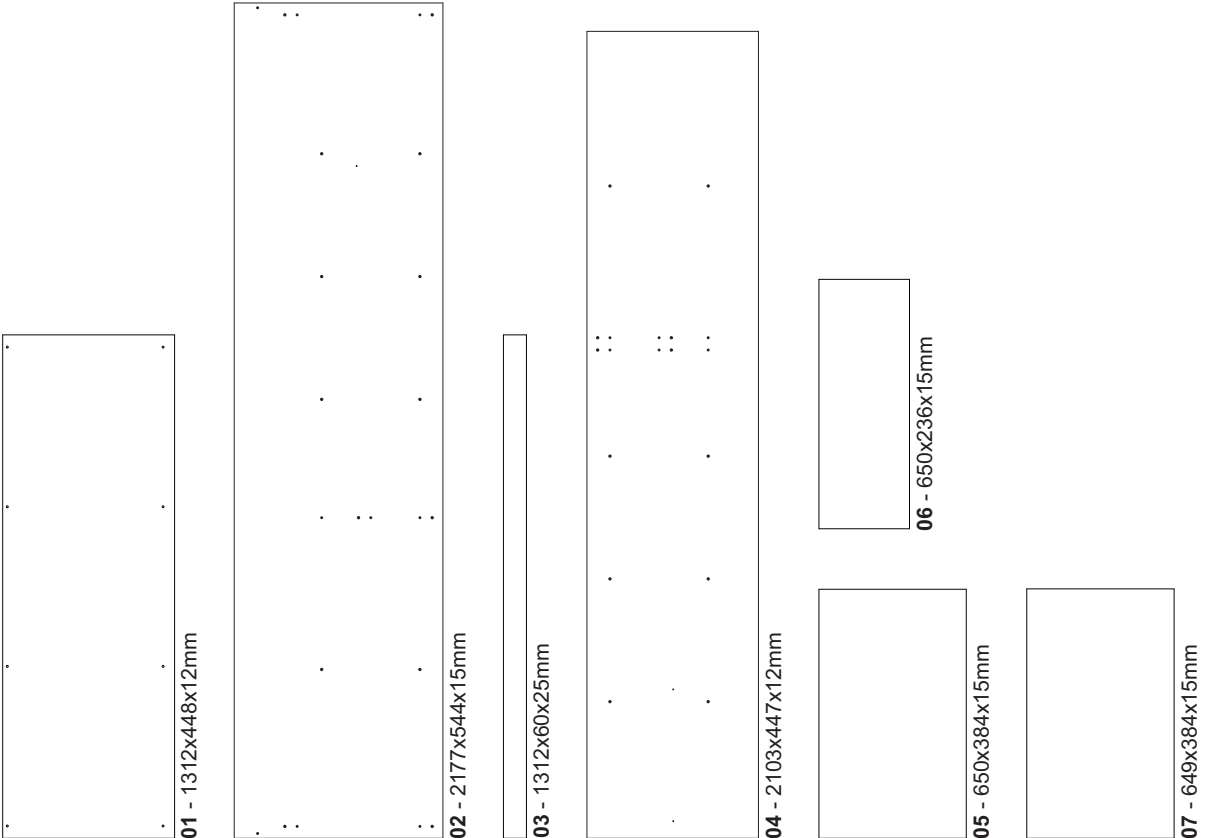 01 - 1312x448x12mm
02 - 2177x544x15mm
03 - 1312x60x25mm
04 - 2103x447x12mm
05 - 650x384x15mm
06 - 650x236x15mm
07 - 649x384x15mm